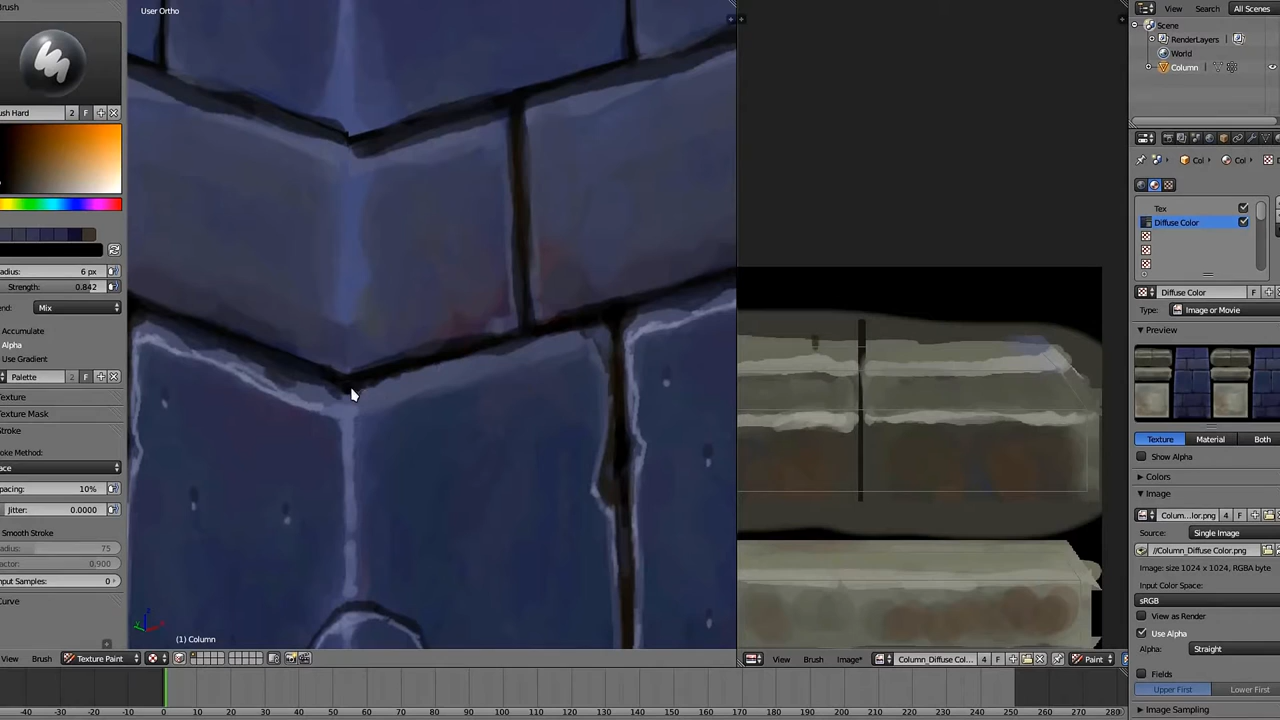 Brush
User Ortho
View
Search
All Scenes
Scene
RenderLayers
World
Column
ush Hard
2
F
Col
Col
Tex
Diffuse Color
adius:
6 px
Strength:
0.842
end:
Mix
Diffuse Color
F
Type:
Image or Movie
Accumulate
Alpha
Use Gradient
Preview
Palette
2
F
Texture
Texture Mask
Stroke
Texture
Material
Both
oke Method:
Show Alpha
ace
Colors
pacing:
10%
Image
Jitter:
0.0000
Colum...lor.png
4
F
Smooth Stroke
Source:
Single Image
adius:
75
//Column_Diffuse Color.png
actor:
0.900
Image: size 1024 x 1024, RGBA byte
nput Samples:
0
Input Color Space:
Curve
sRGB
View as Render
Use Alpha
(1) Column
Alpha:
Straight
View
Brush
Texture Paint
View
Brush
Image*
Column_Diffuse Col...
4
F
Paint
Fields
Upper First
Lower First
Image Sampling
-40
-30
-20
-10
0
10
20
30
40
50
60
70
80
90
100
110
120
130
140
150
160
170
180
190
200
210
220
230
240
250
260
270
280